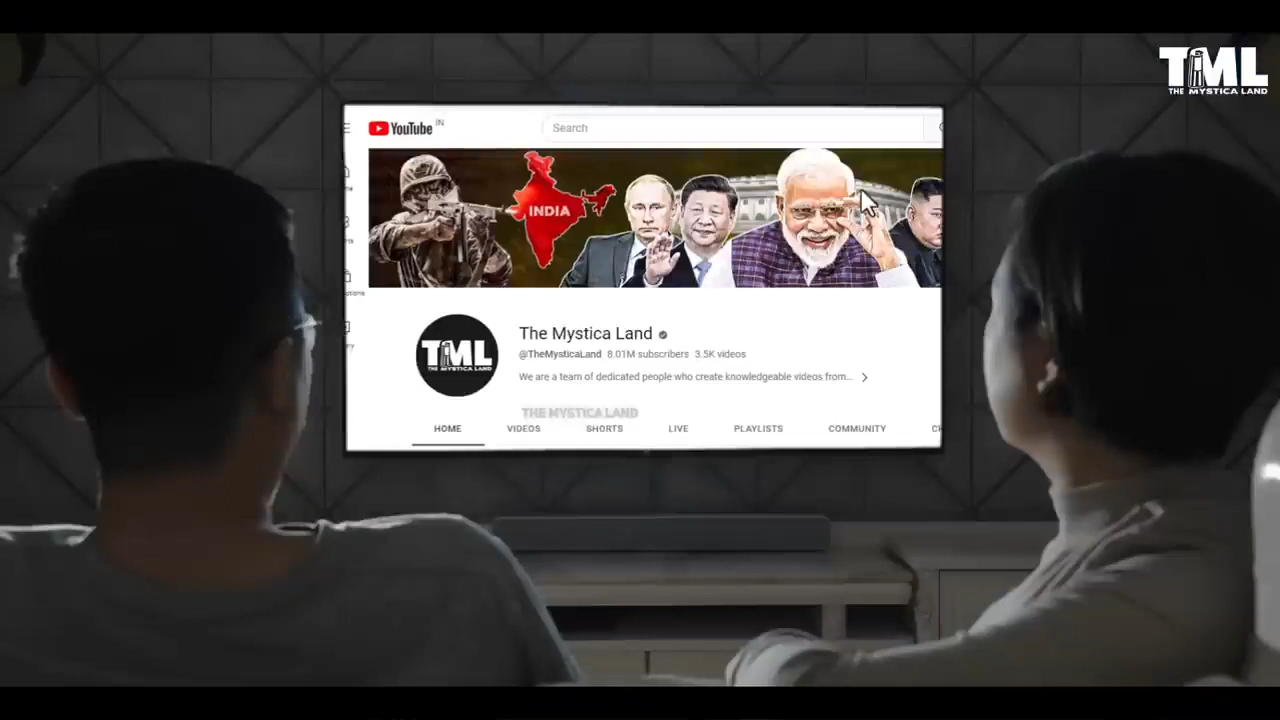 TML
THE MYSTICA LAND
YouTube IN
Search
INDIA
The Mystica Land
TML
THE MYSTICA LAND
@TheMysticaLand 8.01M subscribers 3.5K videos
We are a team of dedicated people who create knowledgeable videos from...
THE MYSTICA LAND
HOME VIDEOS SHORTS LIVE PLAYLISTS COMMUNITY